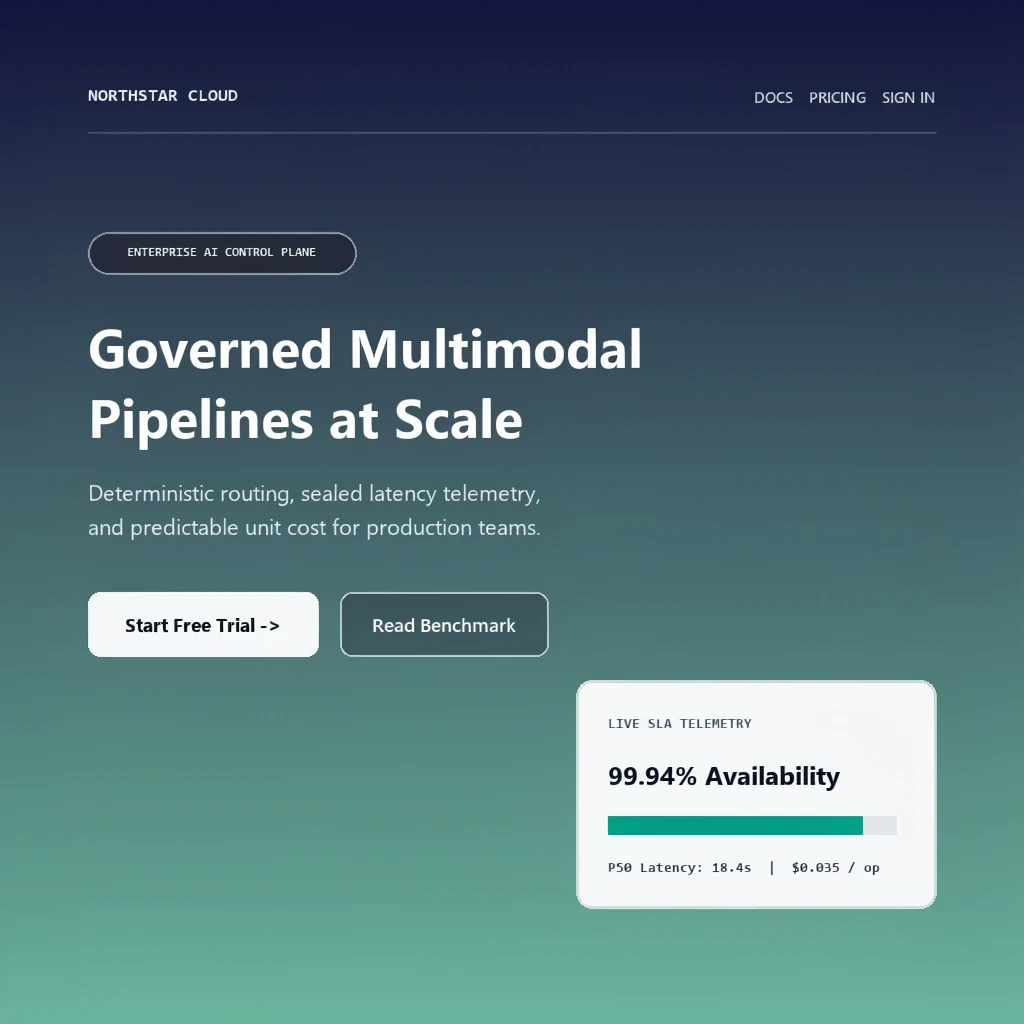 NORTHSTAR CLOUD
DOCS PRICING SIGN IN
ENTERPRISE AI CONTROL PLANE
Governed Multimodal
Pipelines at Scale
Deterministic routing, sealed latency telemetry,
and predictable unit cost for production teams.
Start Free Trial ->
Read Benchmark
LIVE SLA TELEMETRY
99.94% Availability
P50 Latency: 18.4s | $0.035 / op